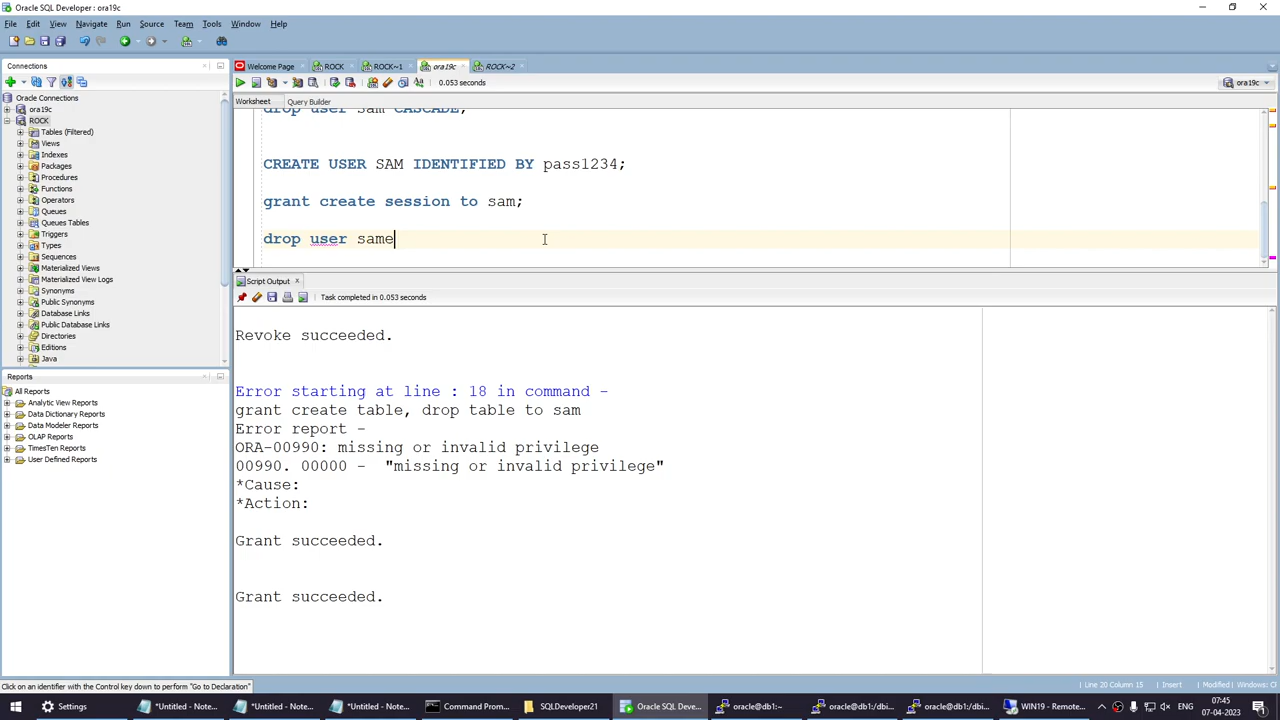 Oracle SQL Developer : ora19c
File Edit View Navigate Run Source Team Tools Window Help
Connections
Oracle Connections
ora19c
ROCK
Tables (Filtered)
Views
Indexes
Packages
Procedures
Functions
Operators
Queues
Queues Tables
Triggers
Types
Sequences
Materialized Views
Materialized View Logs
Synonyms
Public Synonyms
Database Links
Public Database Links
Directories
Editions
Java
Reports
All Reports
Analytic View Reports
Data Dictionary Reports
Data Modeler Reports
OLAP Reports
TimesTen Reports
User Defined Reports
Welcome Page ROCK ROCK~1 ora19c ROCK~2
0.053 seconds
ora19c
Worksheet Query Builder
drop user sam CASCADE;
CREATE USER SAM IDENTIFIED BY pass1234;
grant create session to sam;
drop user same
Script Output
Task completed in 0.053 seconds
Revoke succeeded.
Error starting at line : 18 in command -
grant create table, drop table to sam
Error report -
ORA-00990: missing or invalid privilege
00990. 00000 -  "missing or invalid privilege"
*Cause:
*Action:
Grant succeeded.
Grant succeeded.
Click on an identifier with the Control key down to perform "Go to Declaration"
Line 20 Column 15 Insert Modified Windows: Cl
Settings *Untitled - Note... *Untitled - Note... *Untitled - Note... Command Prom... SQLDeveloper21 Oracle SQL Deve... oracle@db1:~ oracle@db1:/dbi... oracle@db1:/dbi... WIN19 - Remote... ENG
07:45
07-04-2023